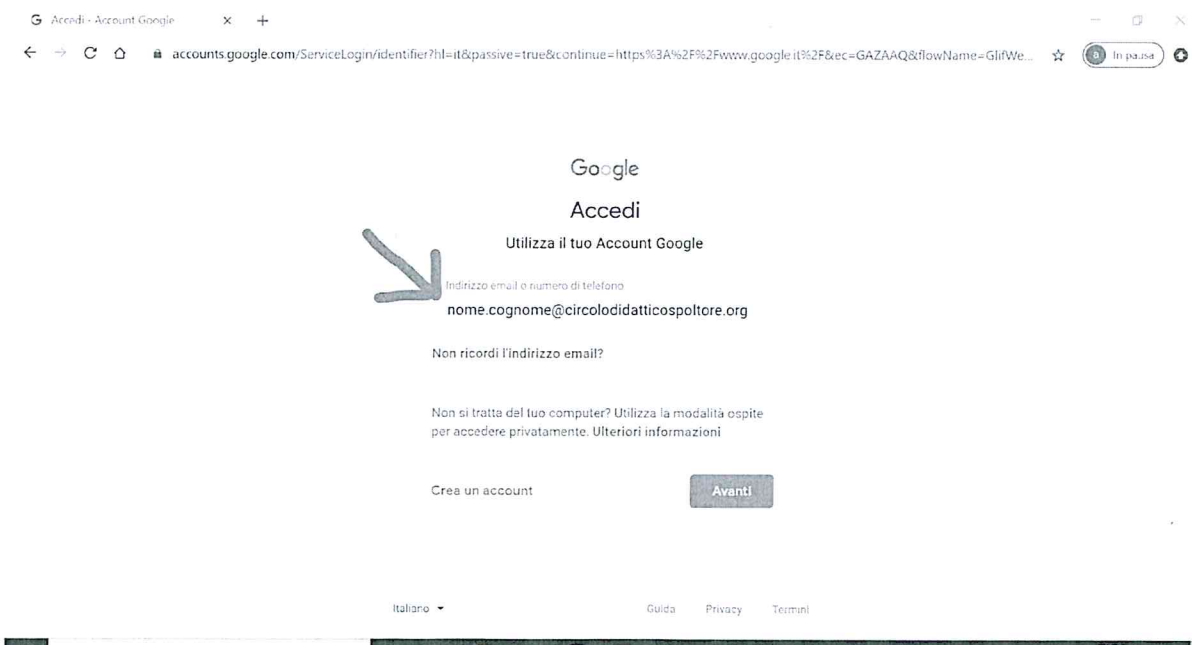 G Accedi - Account Google
accounts.google.com/ServiceLogin/identifier?hl=it&passive=true&continue=https%3A%2F%2Fwww.google.it%2F&ec=GAZAAQ&flowName=GlifWe...
a In pausa
Google
Accedi
Utilizza il tuo Account Google
Indirizzo email o numero di telefono
nome.cognome@circolodidatticospoltore.org
Non ricordi l'indirizzo email?
Non si tratta del tuo computer? Utilizza la modalità ospite
per accedere privatamente. Ulteriori informazioni
Crea un account
Avanti
Italiano
Guida Privacy Termini